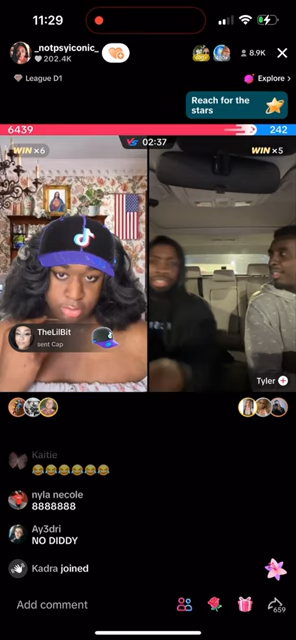 11:29
_notpsyiconic_
202.4K
8.9K
League D1
Explore >
Reach for the
stars
6439
242
WIN ×6
VS 02:37
WIN ×5
TheLilBit
sent Cap
Tyler
Kaitie
😂😂😂😂😂😂
nyla necole
8888888
Ay3dri
NO DIDDY
Kadra joined
Add comment
659